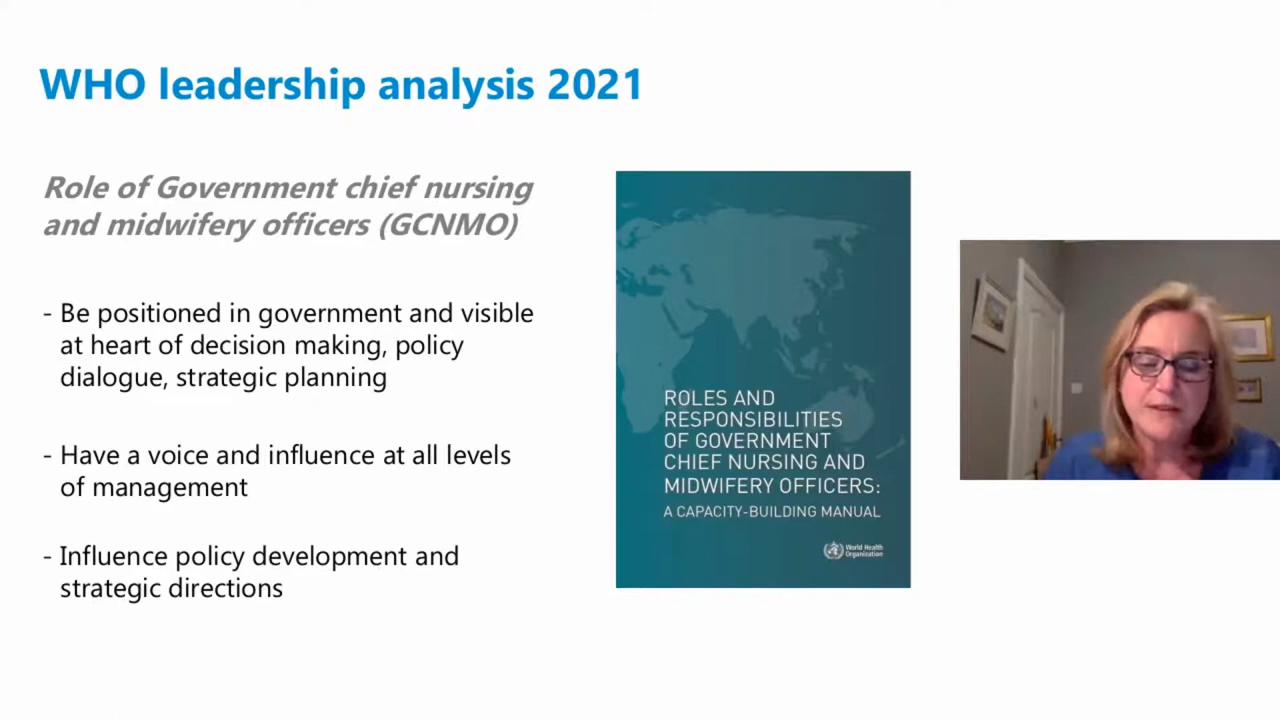 WHO leadership analysis 2021
Role of Government chief nursing
and midwifery officers (GCNMO)
- Be positioned in government and visible
at heart of decision making, policy
dialogue, strategic planning
- Have a voice and influence at all levels
of management
- Influence policy development and
strategic directions
ROLES AND
RESPONSIBILITIES
OF GOVERNMENT
CHIEF NURSING AND
MIDWIFERY OFFICERS:
A CAPACITY-BUILDING MANUAL
World Health
Organization